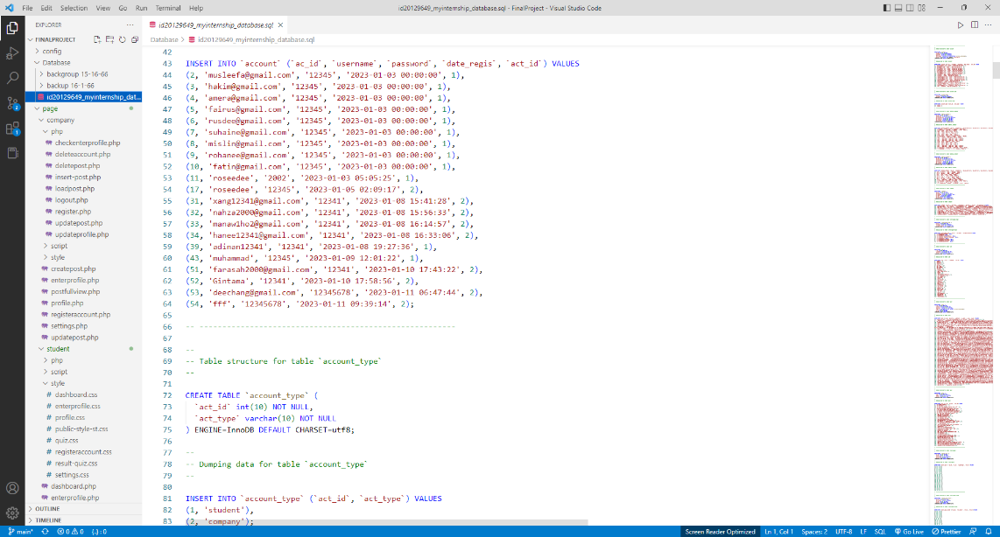 File Edit Selection View Go Run Terminal Help
id20129649_myinternship_database.sql - FinalProject - Visual Studio Code
EXPLORER
FINALPROJECT
config
Database
backgroup 15-16-66
backup 16-1-66
id20129649_myinternship_dat...
page
company
php
checkenterprofile.php
deleteaccount.php
deletepost.php
insert-post.php
loadpost.php
logout.php
register.php
updatepost.php
updateprofile.php
script
style
createpost.php
enterprofile.php
postfullview.php
profile.php
registeraccount.php
settings.php
updatepost.php
student
php
script
style
dashboard.css
enterprofile.css
profile.css
public-style-st.css
quiz.css
registeraccount.css
result-quiz.css
settings.css
dashboard.php
enterprofile.php
OUTLINE
TIMELINE
id20129649_myinternship_database.sql
Database > id20129649_myinternship_database.sql
42
43 INSERT INTO `account` (`ac_id`, `username`, `password`, `date_regis`, `act_id`) VALUES
44 (2, 'musleefa@gmail.com', '12345', '2023-01-03 00:00:00', 1),
45 (3, 'hakim@gmail.com', '12345', '2023-01-03 00:00:00', 1),
46 (4, 'amera@gmail.com', '12345', '2023-01-03 00:00:00', 1),
47 (5, 'fairus@gmail.com', '12345', '2023-01-03 00:00:00', 1),
48 (6, 'rusdee@gmail.com', '12345', '2023-01-03 00:00:00', 1),
49 (7, 'suhaine@gmail.com', '12345', '2023-01-03 00:00:00', 1),
50 (8, 'mislin@gmail.com', '12345', '2023-01-03 00:00:00', 1),
51 (9, 'rohanee@gmail.com', '12345', '2023-01-03 00:00:00', 1),
52 (10, 'fatin@gmail.com', '12345', '2023-01-03 00:00:00', 1),
53 (11, 'roseedee', '2002', '2023-01-03 05:05:25', 1),
54 (17, 'roseedee', '12345', '2023-01-05 02:09:17', 2),
55 (31, 'xang12341@gmail.com', '12341', '2023-01-08 15:41:28', 2),
56 (32, 'nahza2000@gmail.com', '12341', '2023-01-08 15:56:33', 2),
57 (33, 'manaw1ho2@gmail.com', '12341', '2023-01-08 16:14:57', 2),
58 (34, 'hanee12341@gmail.com', '12341', '2023-01-08 16:33:06', 2),
59 (39, 'adinan12341', '12341', '2023-01-08 19:27:36', 1),
60 (43, 'muhammad', '12345', '2023-01-09 12:01:22', 1),
61 (51, 'farasah2000@gmail.com', '12341', '2023-01-10 17:43:22', 2),
62 (52, 'Gintama', '12341', '2023-01-10 17:58:56', 2),
63 (53, 'deechang@gmail.com', '12345678', '2023-01-11 06:47:44', 2),
64 (54, 'fff', '12345678', '2023-01-11 09:39:14', 2);
65
66 -- --------------------------------------------------------
67
68 --
69 -- Table structure for table `account_type`
70 --
71
72 CREATE TABLE `account_type` (
73 `act_id` int(10) NOT NULL,
74 `act_type` varchar(10) NOT NULL
75 ) ENGINE=InnoDB DEFAULT CHARSET=utf8;
76
77 --
78 -- Dumping data for table `account_type`
79 --
80
81 INSERT INTO `account_type` (`act_id`, `act_type`) VALUES
82 (1, 'student'),
83 (2, 'company');
2
1
main* 0 0 {..} : 0
Screen Reader Optimized Ln 1, Col 1 Spaces: 2 UTF-8 LF SQL Go Live Prettier